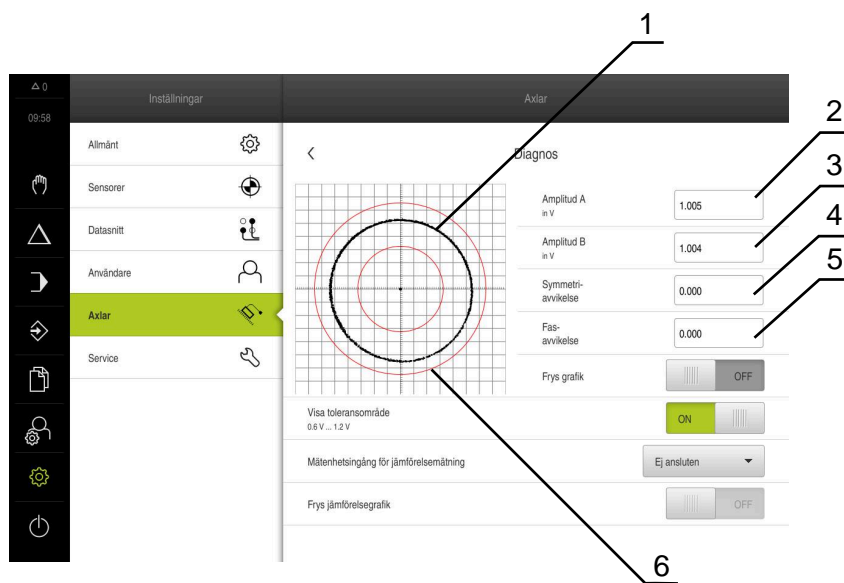 1
△ 0
09:58
Inställningar
Axlar
2
3
4
5
Allmänt
Sensorer
Datasnitt
Användare
Axlar
Service
Diagnos
Amplitud A
in V
1.005
Amplitud B
in V
1.004
Symmetri-
avvikelse
0.000
Fas-
avvikelse
0.000
Frys grafik
OFF
Visa toleransområde
0.6 V ... 1.2 V
ON
Mätenhetsingång för jämförelsemätning
Ej ansluten
Frys jämförelsegrafik
OFF
6